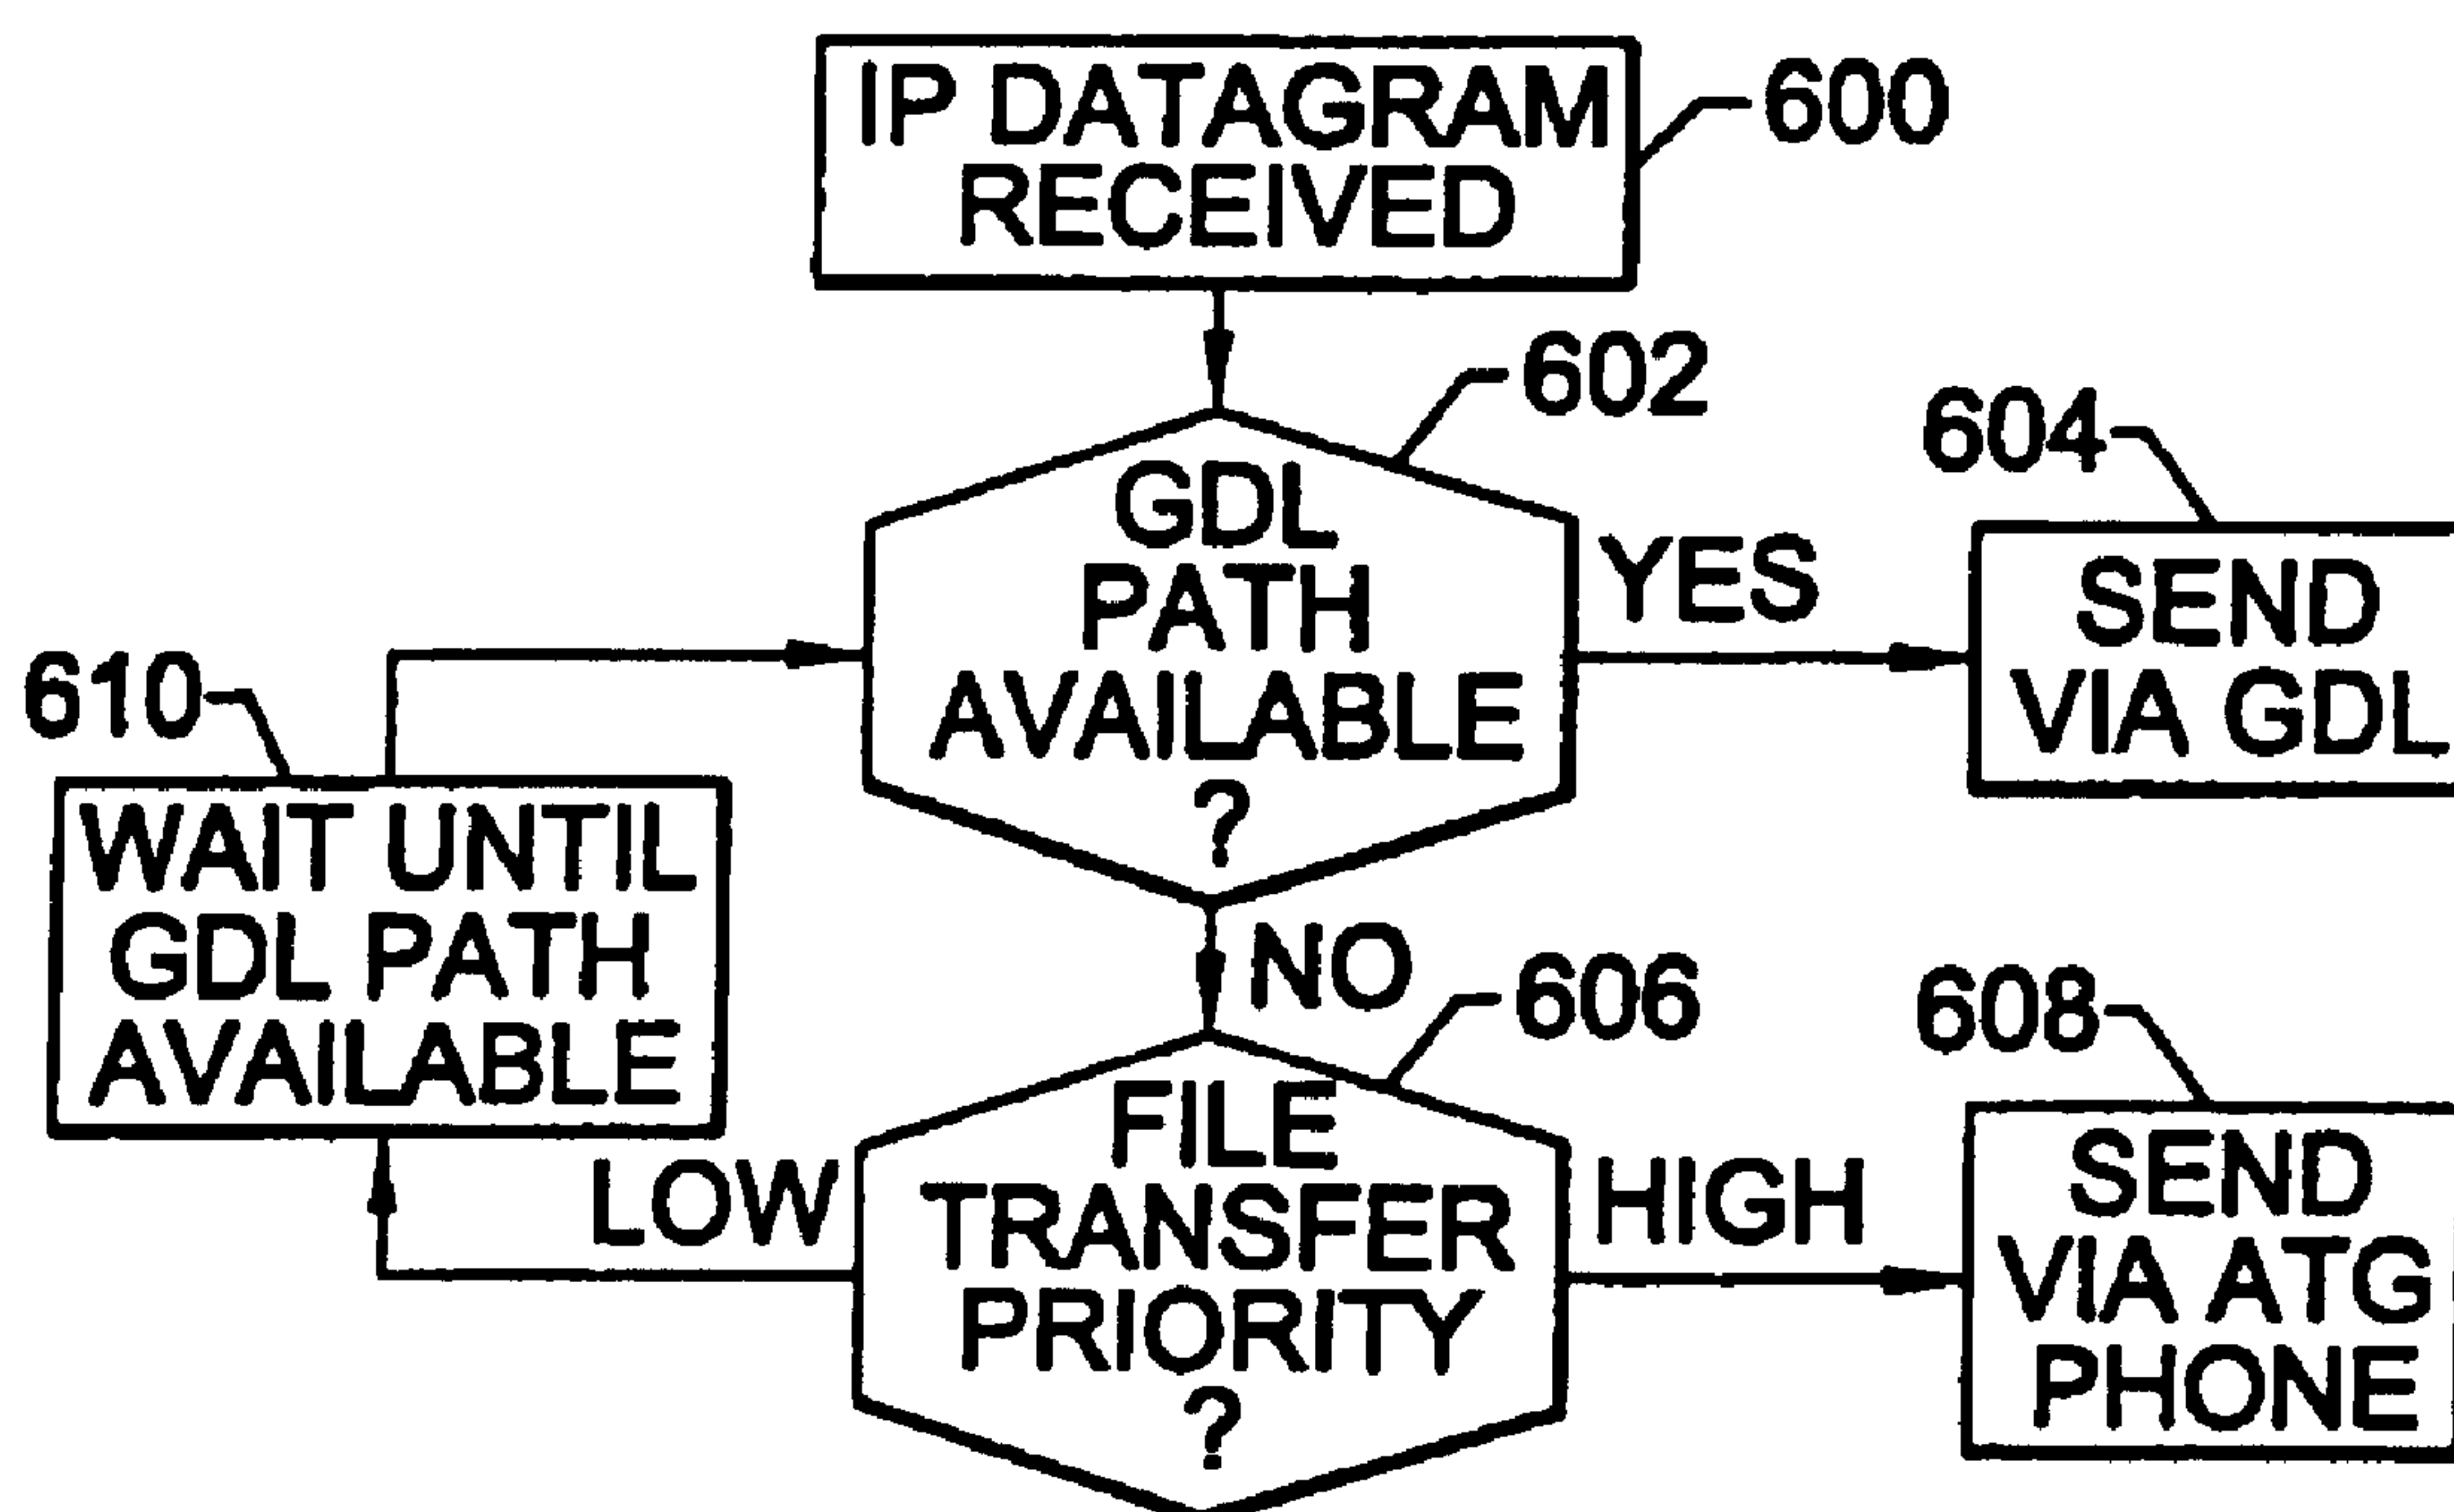 IP DATAGRAM
RECEIVED
600
602
GDL
PATH
AVAILABLE
?
YES
604
SEND
VIA GDL
610
WAIT UNTIL
GDL PATH
AVAILABLE
NO
606
FILE
TRANSFER
PRIORITY
?
LOW
HIGH
608
SEND
VIA ATG
PHONE